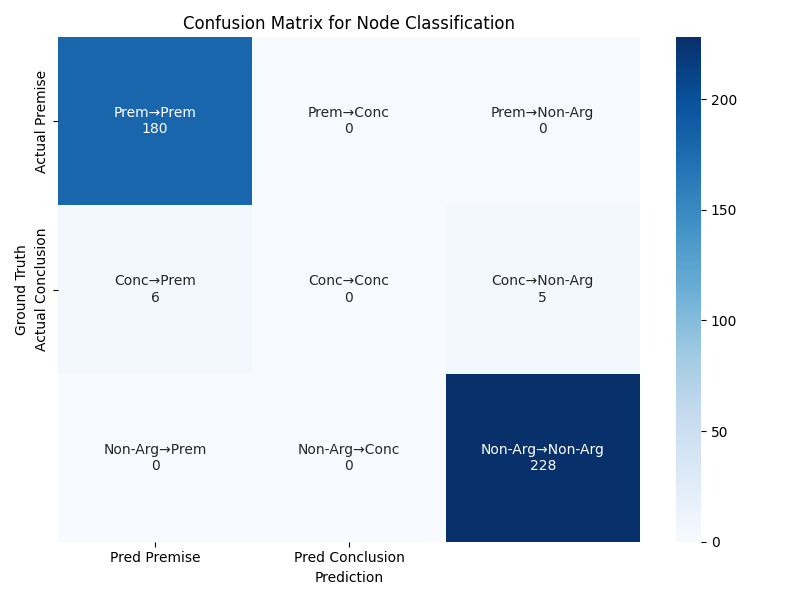 Confusion Matrix for Node Classification
Actual Premise
Prem→Prem
180
Prem→Conc
0
Prem→Non-Arg
0
Ground Truth
Actual Conclusion
Conc→Prem
6
Conc→Conc
0
Conc→Non-Arg
5
Non-Arg→Prem
0
Non-Arg→Conc
0
Non-Arg→Non-Arg
228
Pred Premise
Pred Conclusion
Prediction
200
150
100
50
0